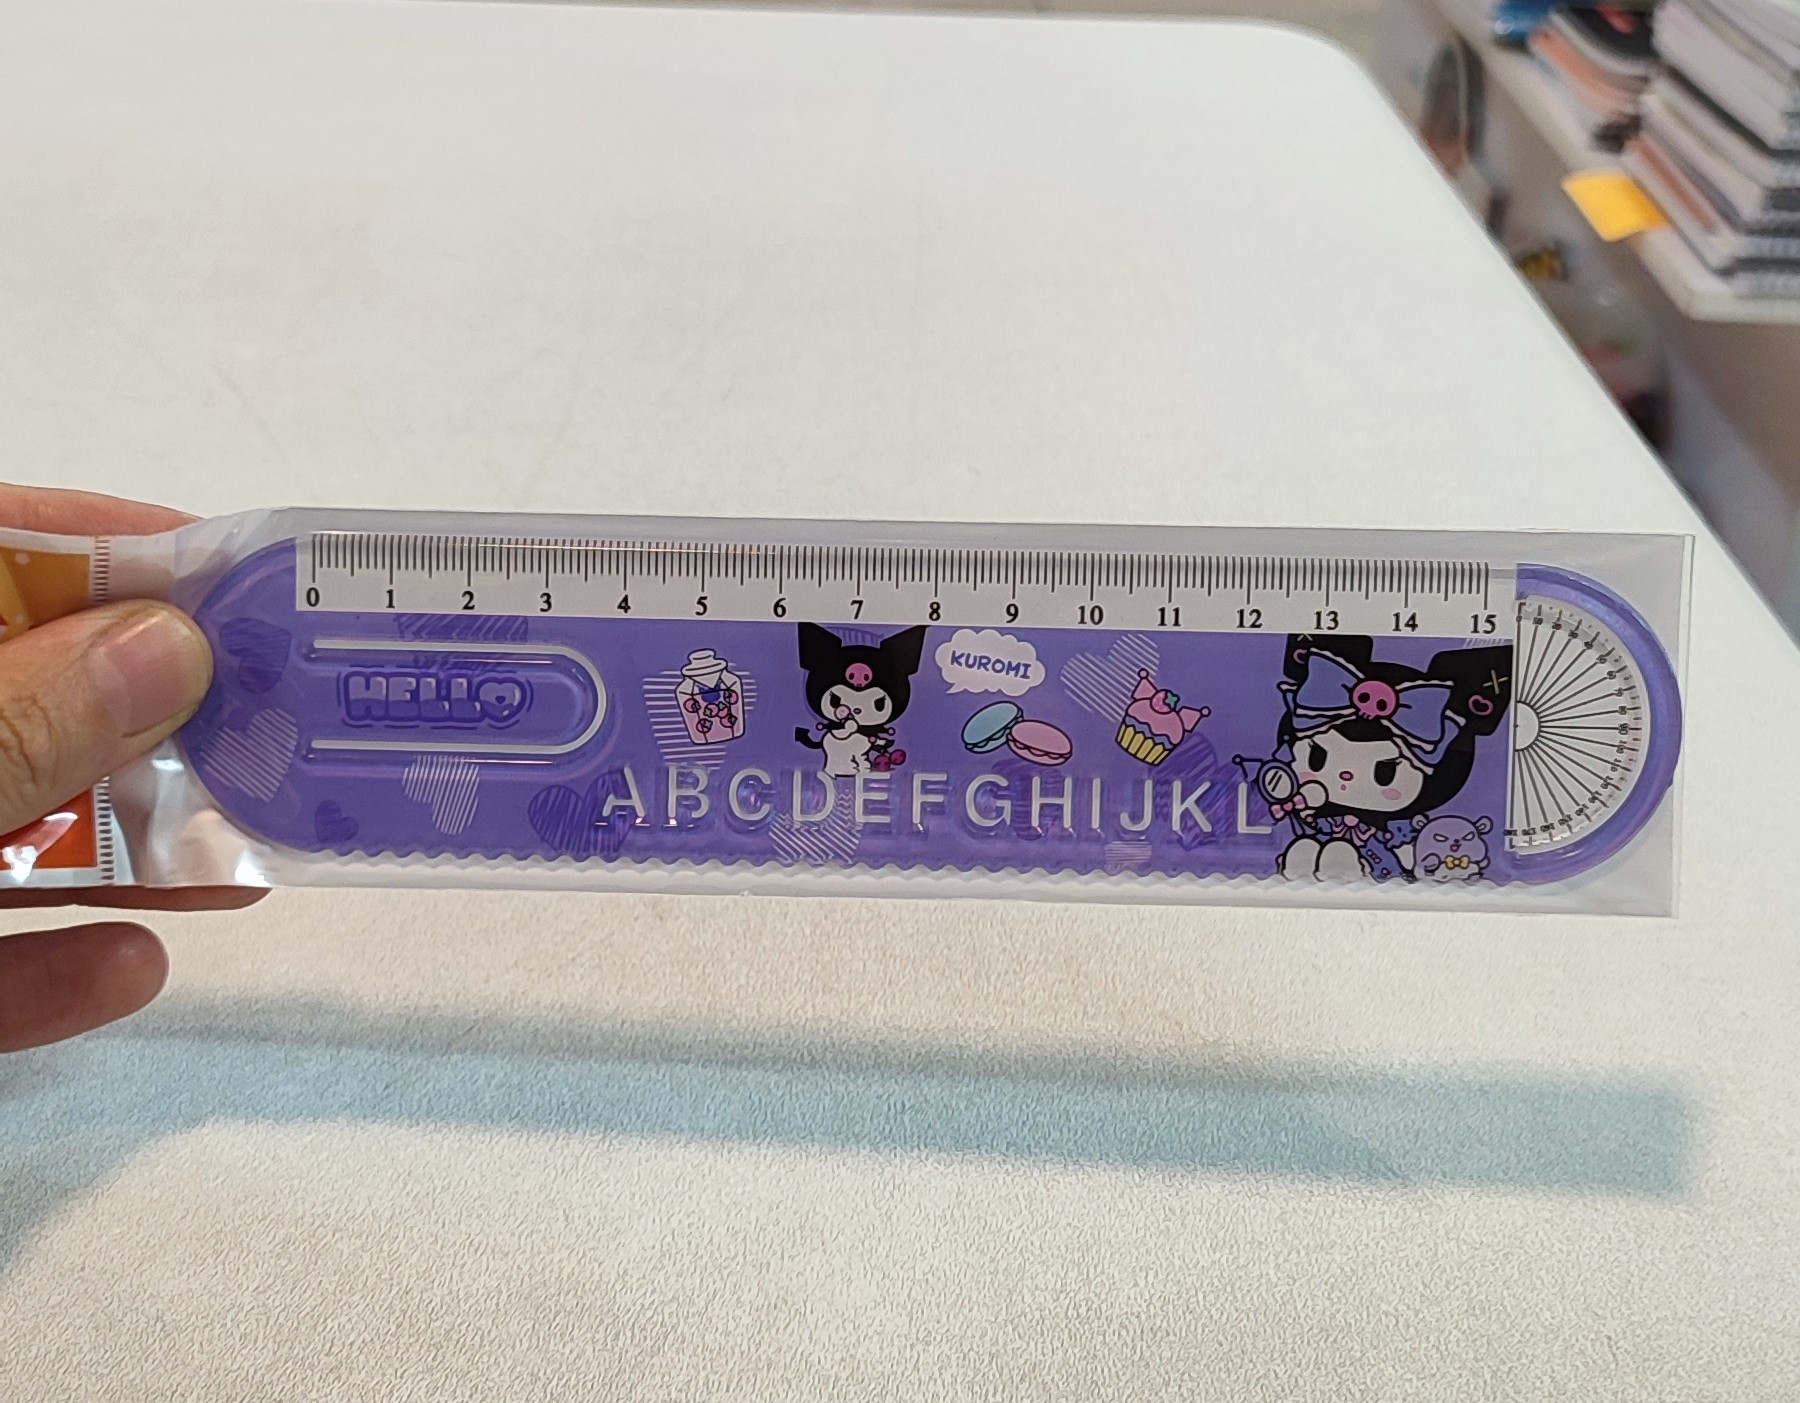 0 1 2 3 4 5 6 7 8 9 10 11 12 13 14 15
HELLO
KUROMI
ABCDEFGHIJKL